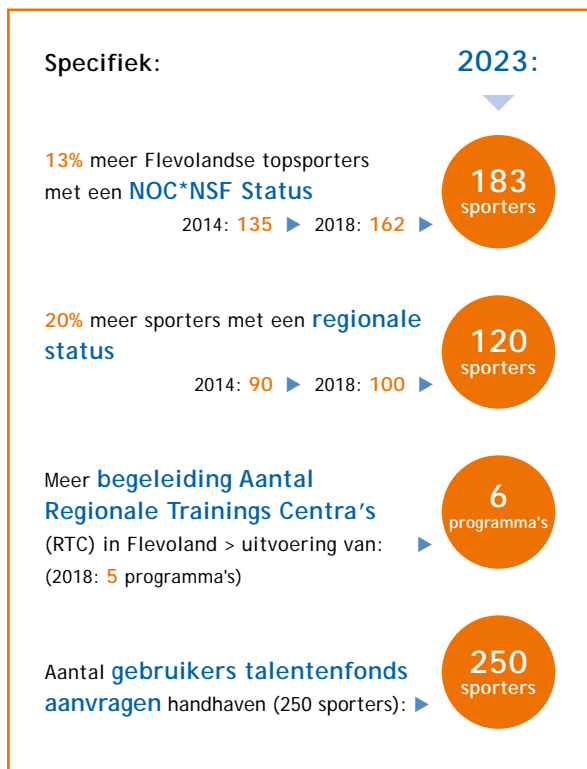 Specifiek:
2023:
13% meer Flevolandse topsporters
met een NOC*NSF Status
2014: 135 ▶ 2018: 162 ▶
183
sporters
20% meer sporters met een regionale
status
2014: 90 ▶ 2018: 100 ▶
120
sporters
Meer begeleiding Aantal
Regionale Trainings Centra's
(RTC) in Flevoland > uitvoering van: ▶
(2018: 5 programma's)
6
programma's
Aantal gebruikers talentenfonds
aanvragen handhaven (250 sporters): ▶
250
sporters